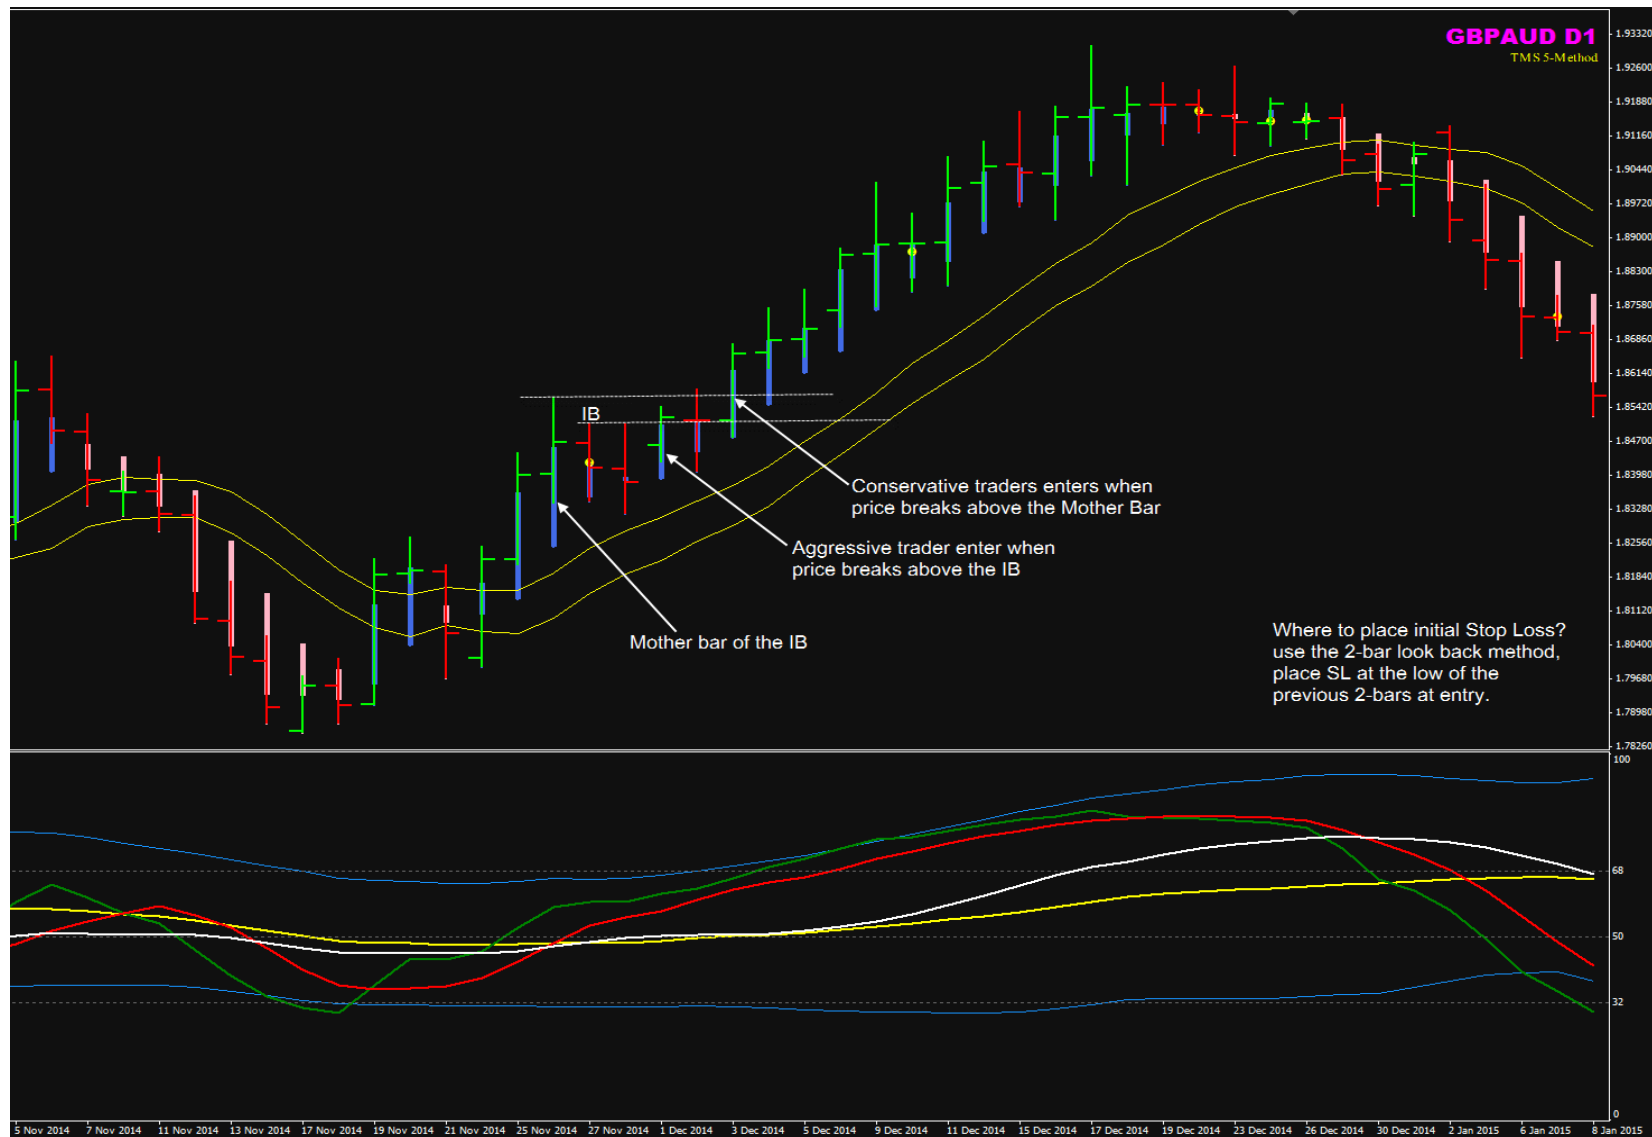 GBPAUD D1
TMS 5-Method
1.93320
1.92600
1.91880
1.91160
1.90440
1.89720
1.89000
1.88300
1.87580
1.86860
1.86140
1.85420
1.84700
1.83980
1.83280
1.82560
1.81840
1.81120
1.80400
1.79680
1.78980
1.78260
IB
Conservative traders enters when
price breaks above the Mother Bar
Aggressive trader enter when
price breaks above the IB
Mother bar of the IB
Where to place initial Stop Loss?
use the 2-bar look back method,
place SL at the low of the
previous 2-bars at entry.
100
68
50
32
0
5 Nov 2014 7 Nov 2014 11 Nov 2014 13 Nov 2014 17 Nov 2014 19 Nov 2014 21 Nov 2014 25 Nov 2014 27 Nov 2014 1 Dec 2014 3 Dec 2014 5 Dec 2014 9 Dec 2014 11 Dec 2014 15 Dec 2014 17 Dec 2014 19 Dec 2014 23 Dec 2014 26 Dec 2014 30 Dec 2014 2 Jan 2015 6 Jan 2015 8 Jan 2015